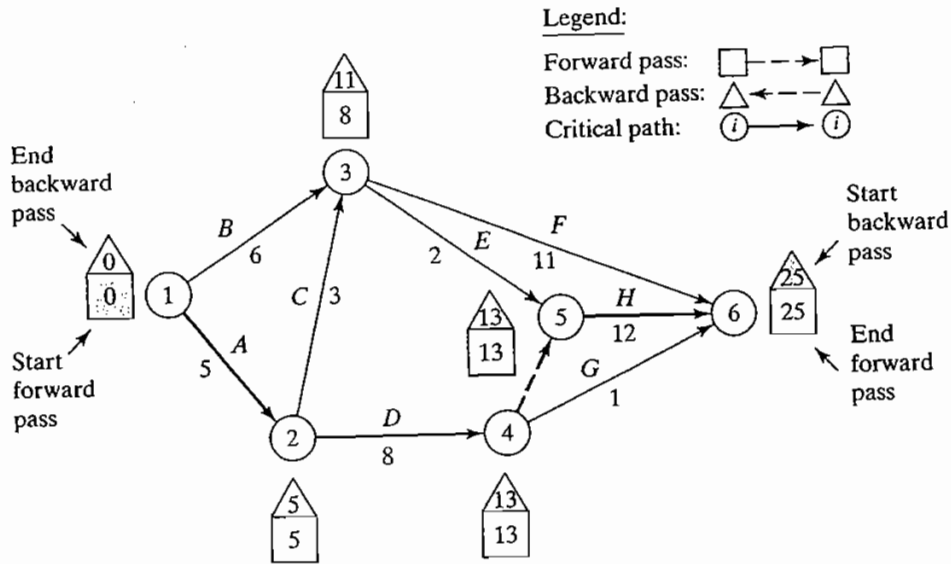 Legend:
Forward pass:
Backward pass:
Critical path: i i
11
8
3
End
backward
pass
0
0
1
Start
forward
pass
B
6
C 3
A
5
F
11
E
2
13
13
5
H
12
6
25
25
Start
backward
pass
End
forward
pass
G
1
2
D
8
4
5
5
13
13